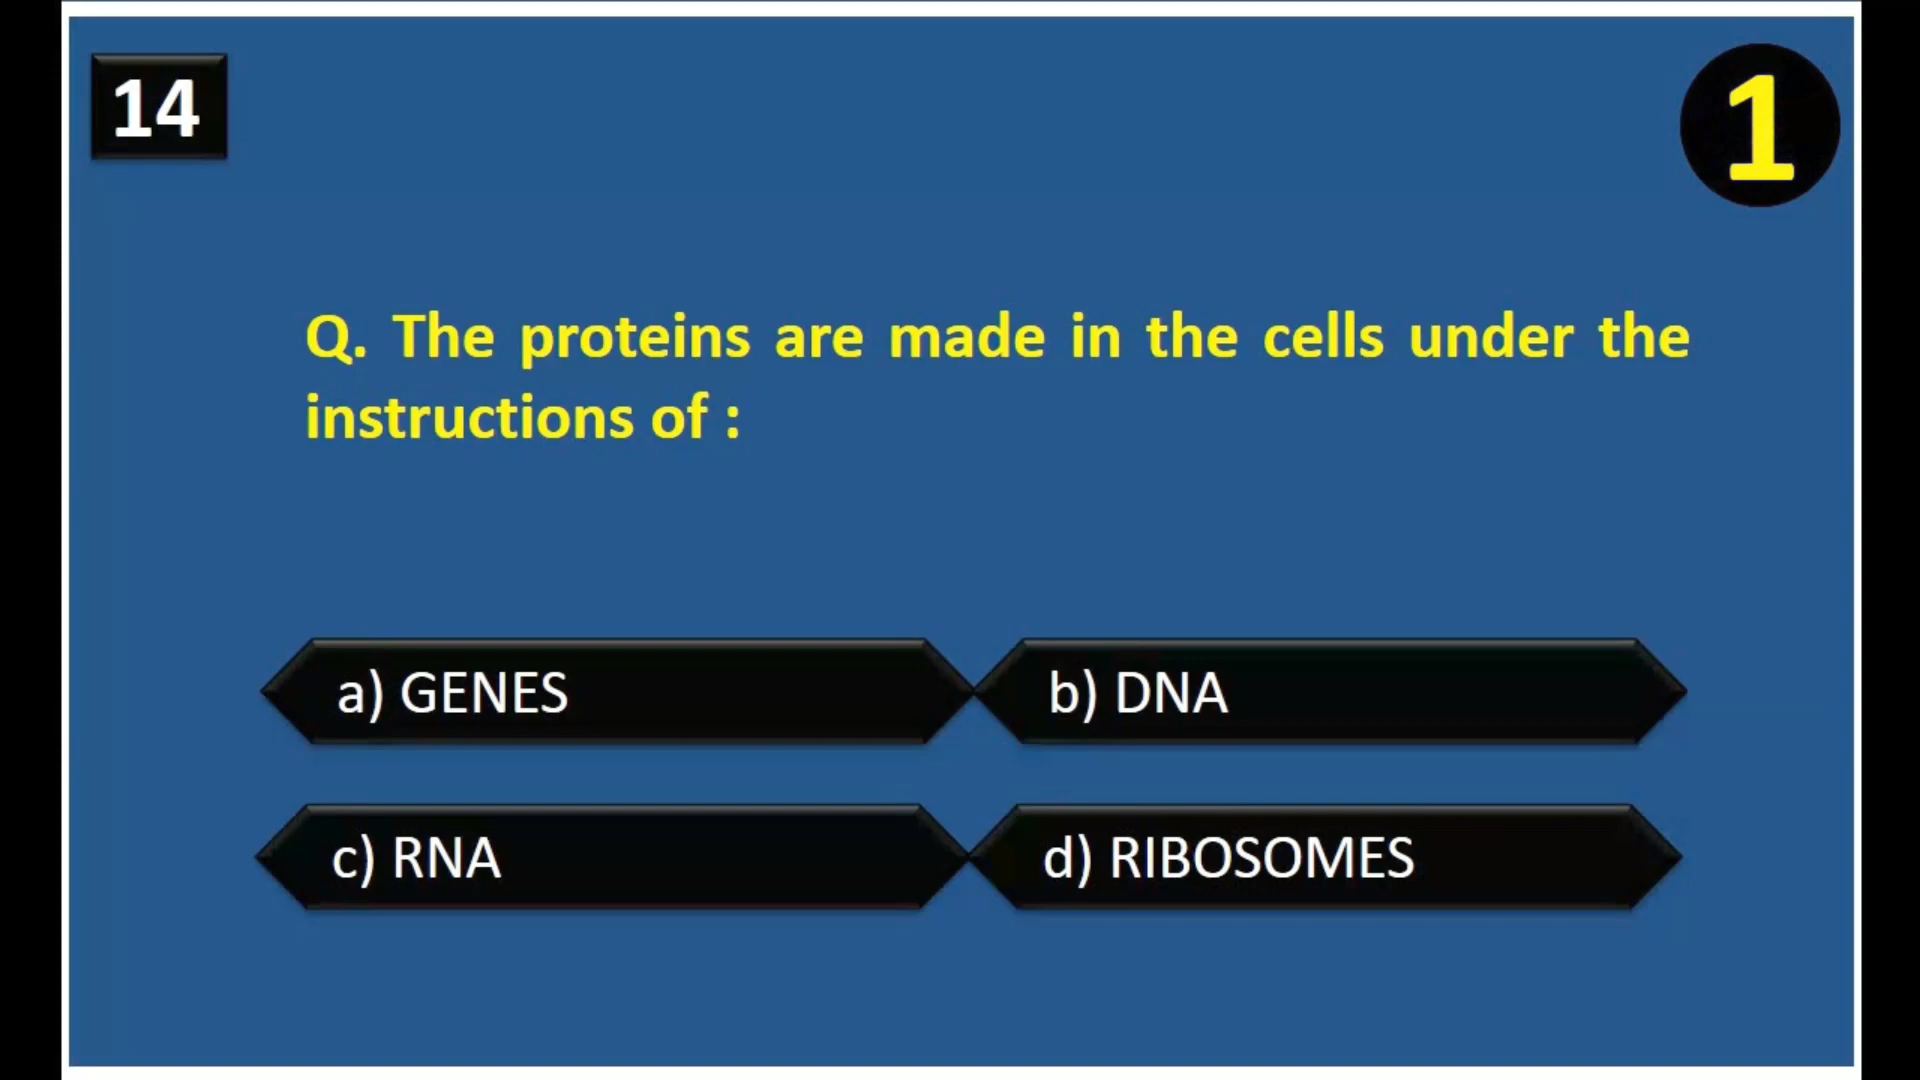 14
1
Q. The proteins are made in the cells under the
instructions of :
a) GENES
b) DNA
c) RNA
d) RIBOSOMES